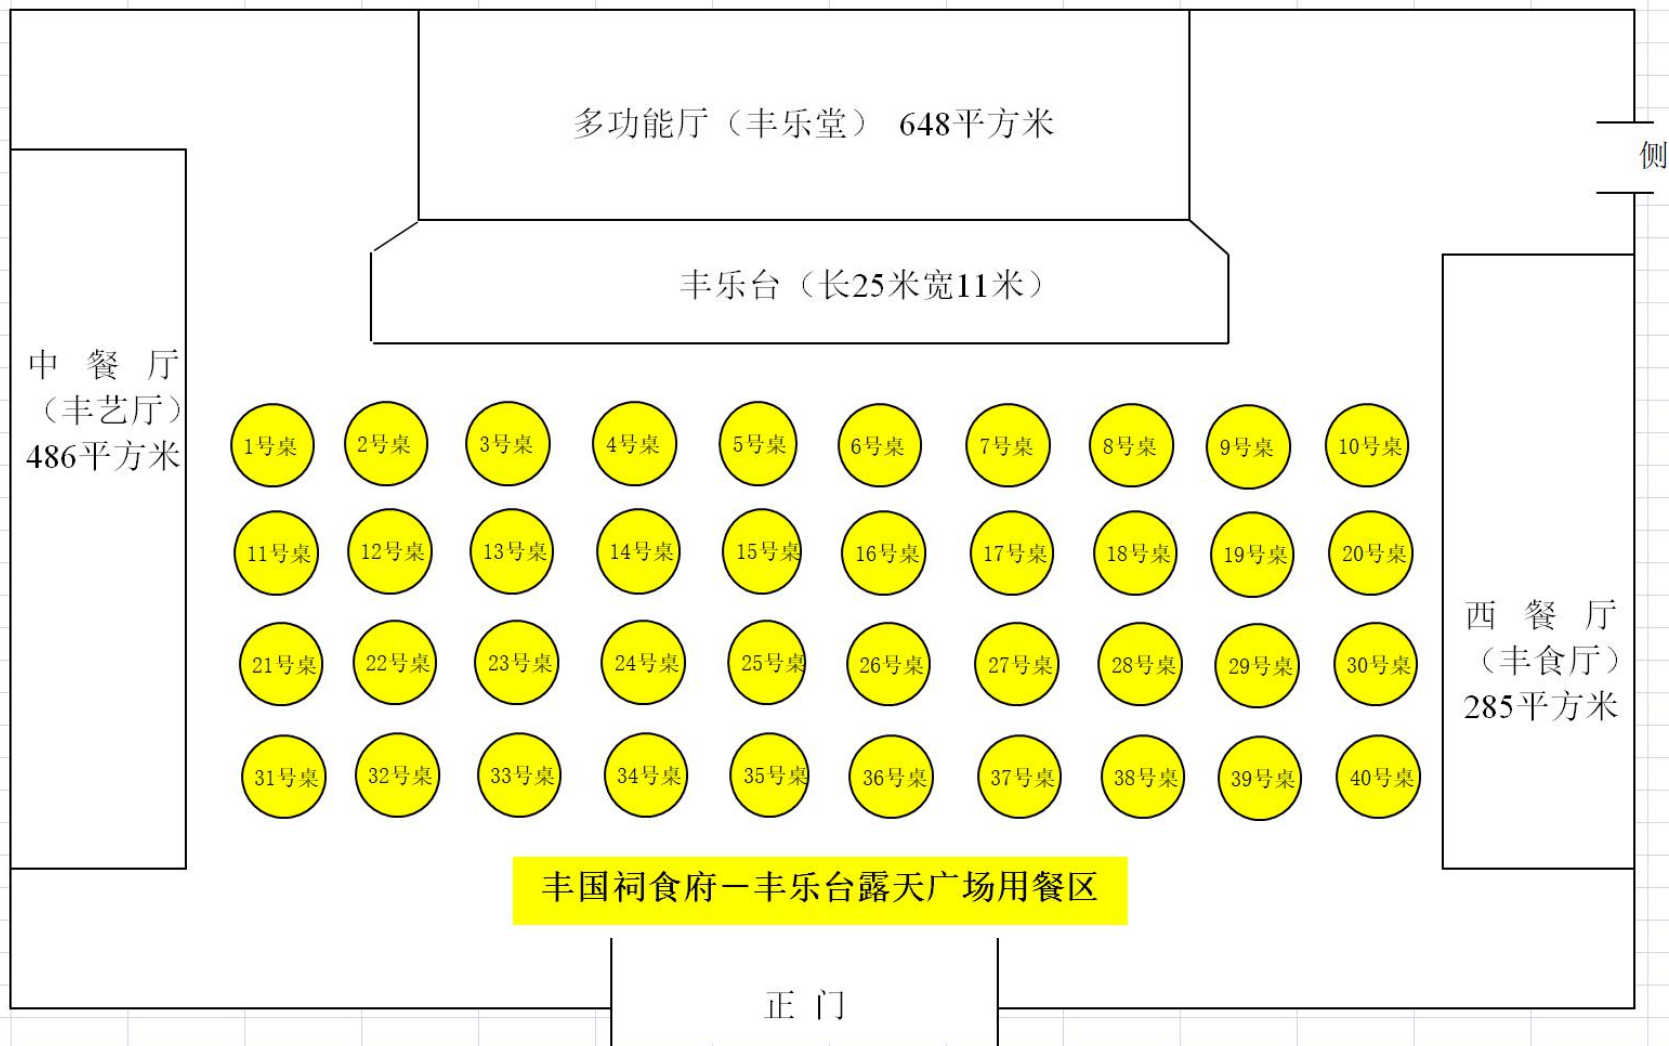 多功能厅（丰乐堂） 648平方米
侧
丰乐台（长25米宽11米）
中 餐 厅
（丰艺厅）
486平方米
1号桌 2号桌 3号桌 4号桌 5号桌 6号桌 7号桌 8号桌 9号桌 10号桌
11号桌 12号桌 13号桌 14号桌 15号桌 16号桌 17号桌 18号桌 19号桌 20号桌
西 餐 厅
（丰食厅）
285平方米
21号桌 22号桌 23号桌 24号桌 25号桌 26号桌 27号桌 28号桌 29号桌 30号桌
31号桌 32号桌 33号桌 34号桌 35号桌 36号桌 37号桌 38号桌 39号桌 40号桌
丰国祠食府－丰乐台露天广场用餐区
正 门